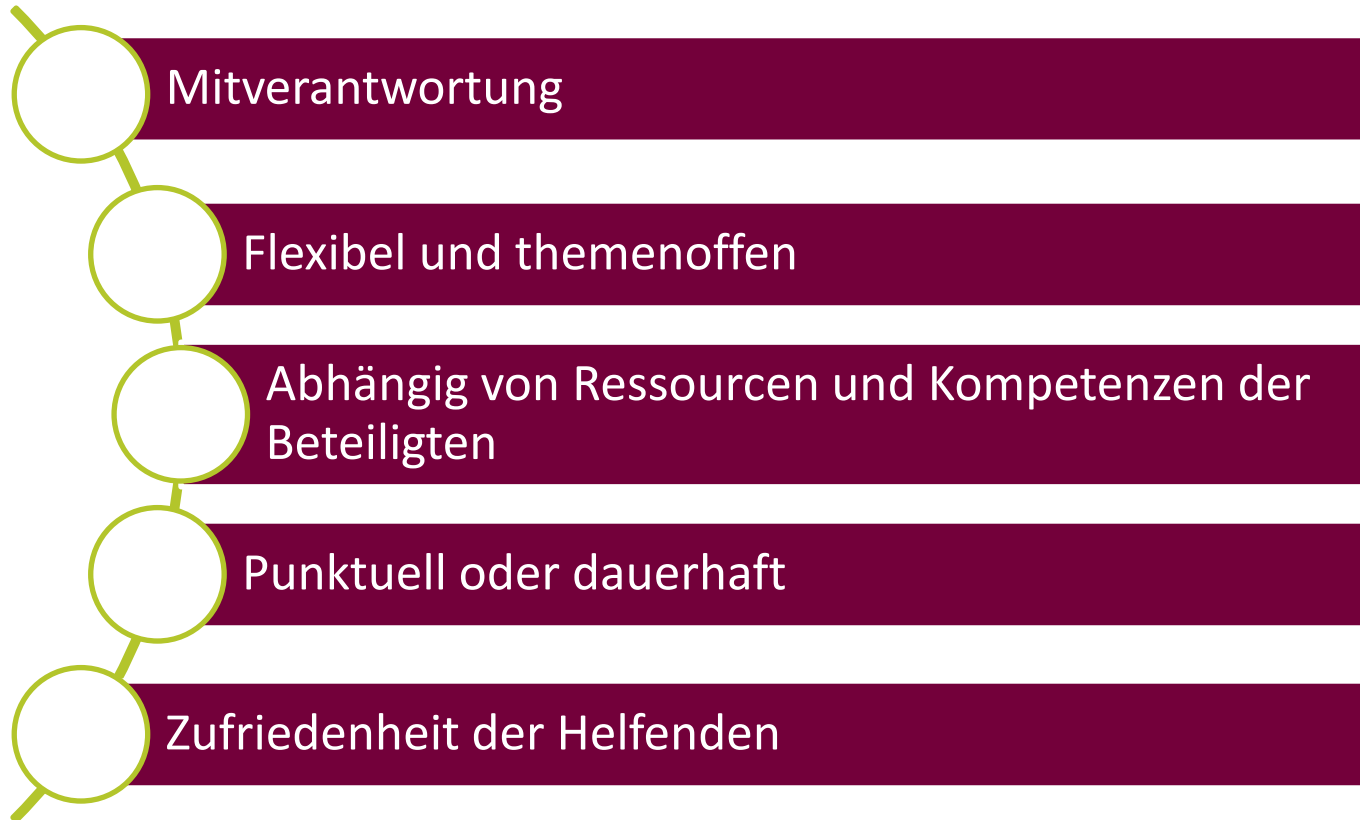 Mitverantwortung
Flexibel und themenoffen
Abhängig von Ressourcen und Kompetenzen der
Beteiligten
Punktuell oder dauerhaft
Zufriedenheit der Helfenden